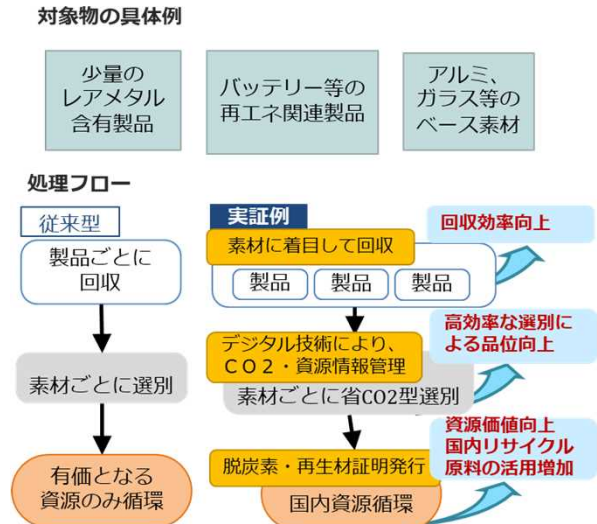 対象物の具体例
少量の
レアメタル
含有製品
バッテリー等の
再エネ関連製品
アルミ、
ガラス等の
ベース素材
処理フロー
従来型
製品ごとに
回収
素材ごとに選別
有価となる
資源のみ循環
実証例
素材に着目して回収
製品
製品
製品
回収効率向上
デジタル技術により、
CO2・資源情報管理
素材ごとに省CO2型選別
高効率な選別に
よる品位向上
脱炭素・再生材証明発行
国内資源循環
資源価値向上
国内リサイクル
原料の活用増加